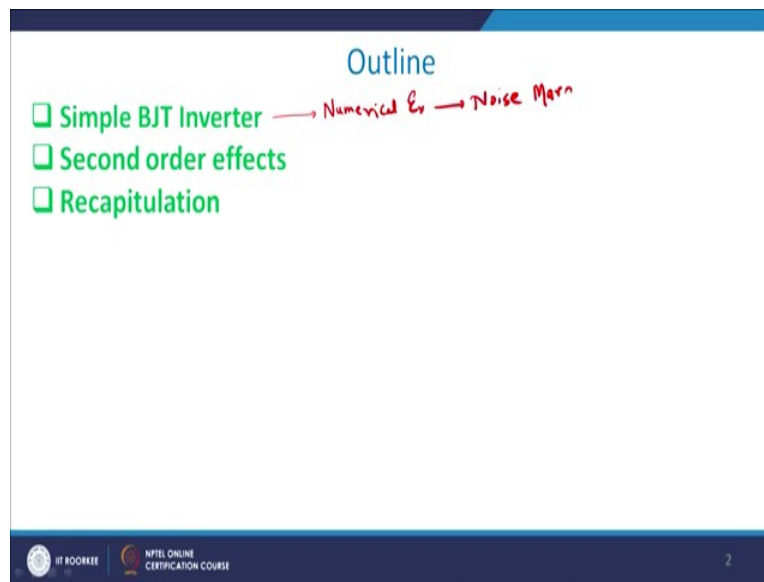 Outline
Simple BJT Inverter → Numerical Ex → Noise Marn
Second order effects
Recapitulation
IIT ROORKEE
NPTEL ONLINE
CERTIFICATION COURSE
2